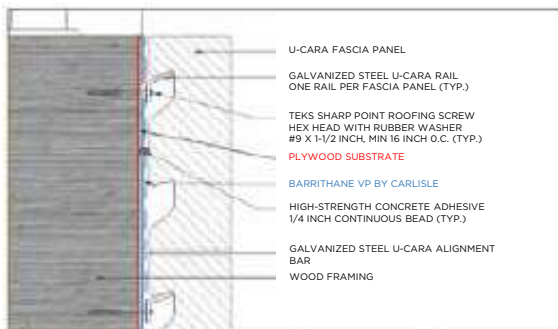 U-CARA FASCIA PANEL
GALVANIZED STEEL U-CARA RAIL
ONE RAIL PER FASCIA PANEL (TYP.)
TEKS SHARP POINT ROOFING SCREW
HEX HEAD WITH RUBBER WASHER
#9 X 1-1/2 INCH, MIN 16 INCH O.C. (TYP.)
PLYWOOD SUBSTRATE
BARRITHANE VP BY CARLISLE
HIGH-STRENGTH CONCRETE ADHESIVE
1/4 INCH CONTINUOUS BEAD (TYP.)
GALVANIZED STEEL U-CARA ALIGNMENT
BAR
WOOD FRAMING